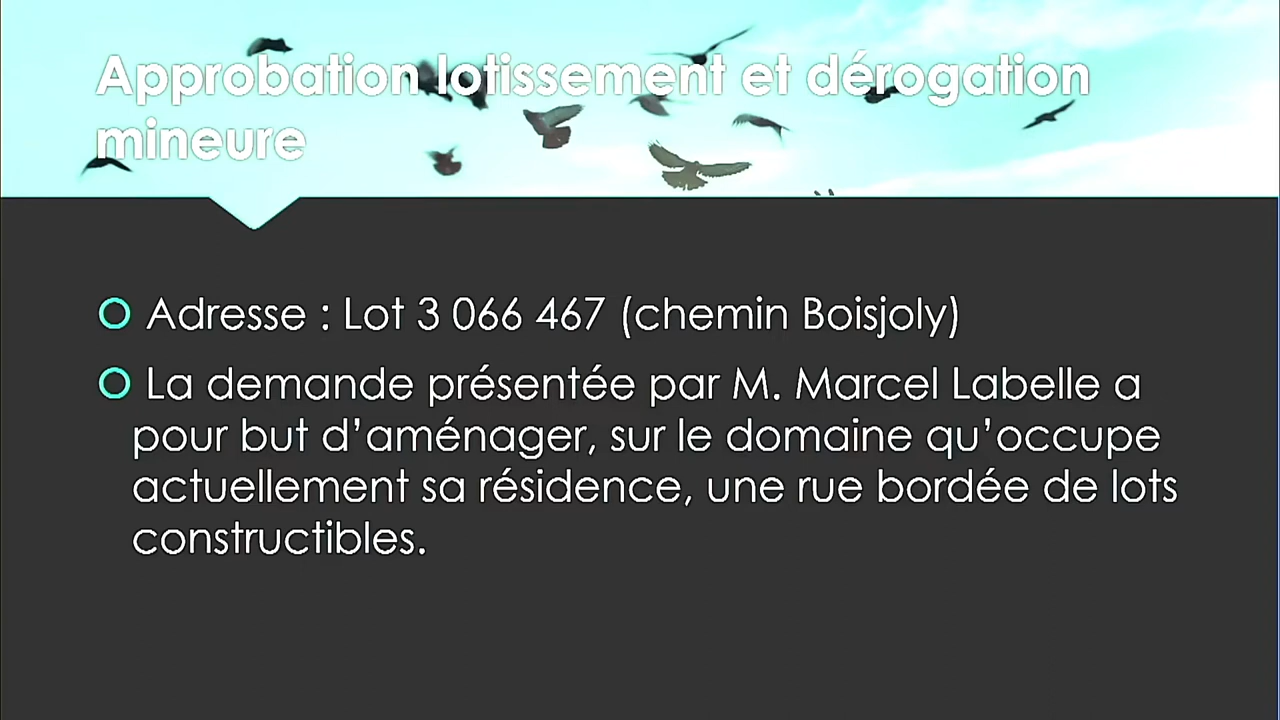 Approbation lotissement et dérogation
mineure
Adresse : Lot 3 066 467 (chemin Boisjoly)
La demande présentée par M. Marcel Labelle a
pour but d’aménager, sur le domaine qu’occupe
actuellement sa résidence, une rue bordée de lots
constructibles.